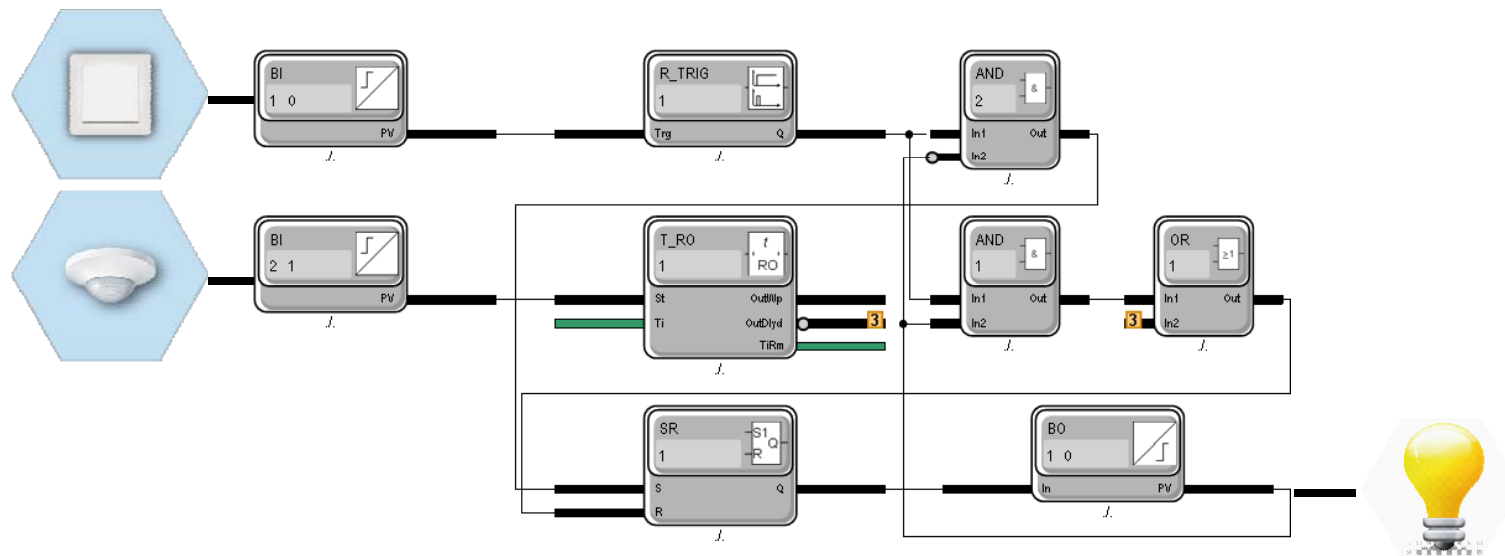 BI
1 0
PV
./.
R_TRIG
1
Trg Q
./.
AND
2
&
In1 Out
In2
./.
BI
2 1
PV
./.
T_RO
1
t
RO
St OutWp
Ti OutDlyd 3
TiRm
./.
AND
1
&
In1 Out
In2
./.
OR
1
≥1
In1 Out
3 In2
./.
SR
1
S1
Q
R
S Q
R
./.
BO
1 0
In PV
./.